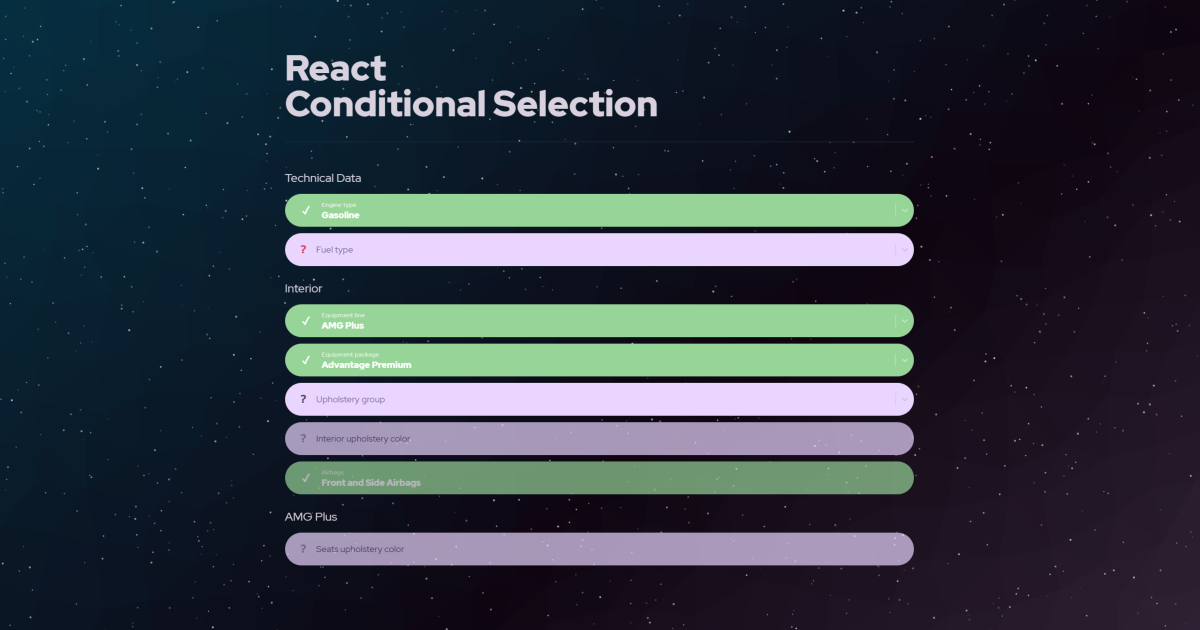 React
Conditional Selection
Technical Data
Engine type
Gasoline
? Fuel type
Interior
Equipment line
AMG Plus
Equipment package
Advantage Premium
? Upholstery group
? Interior upholstery color
Airbags
Front and Side Airbags
AMG Plus
? Seats upholstery color